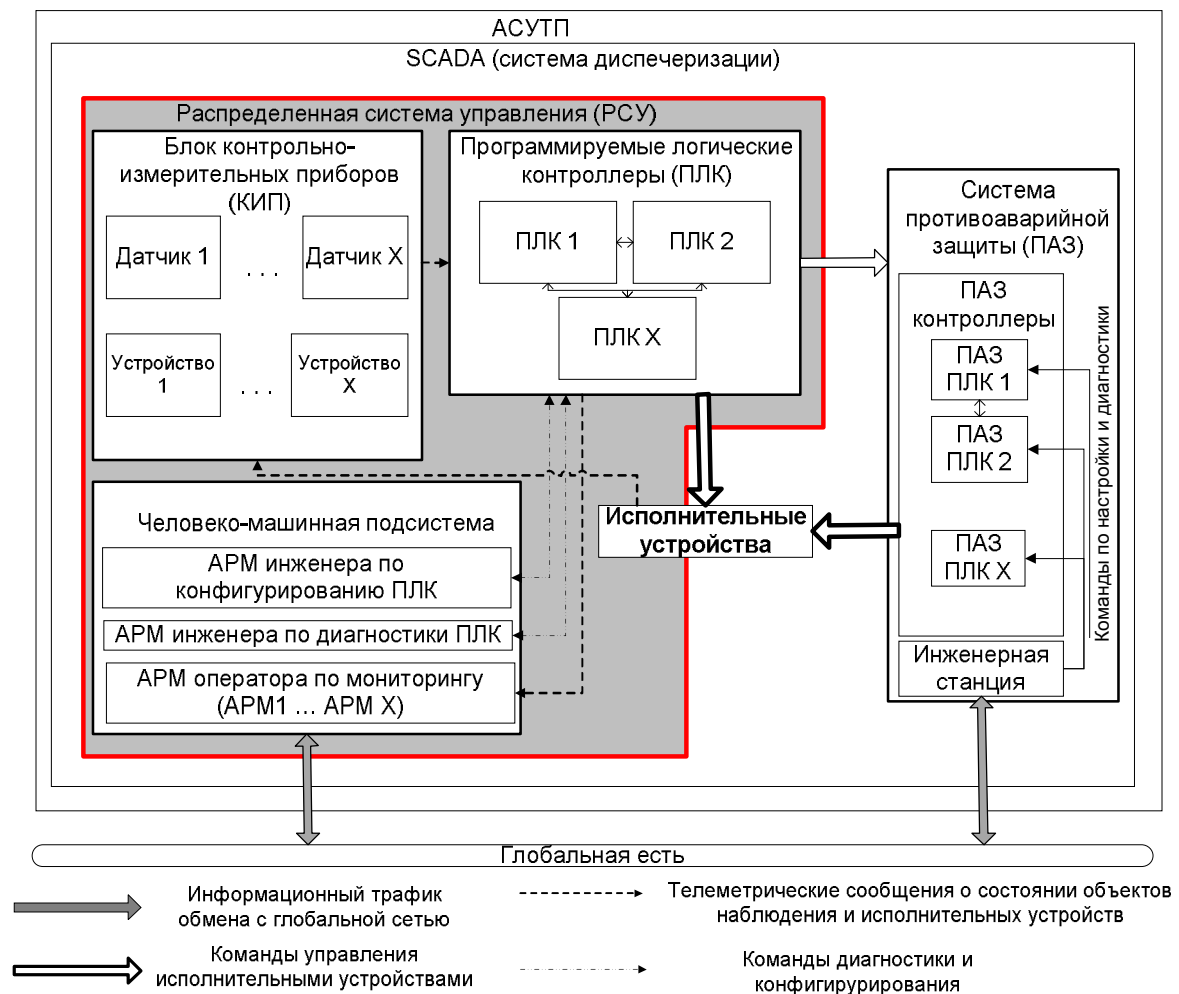 АСУТП
SCADA (система диспечеризации)
Распределенная система управления (РСУ)
Блок контрольно-
измерительных приборов
(КИП)
Датчик 1
. . .
Датчик X
Устройство
1
. . .
Устройство
X
Программируемые логические
контроллеры (ПЛК)
ПЛК 1
ПЛК 2
ПЛК X
Система
противоаварийной
защиты (ПАЗ)
ПАЗ
контроллеры
ПАЗ
ПЛК 1
ПАЗ
ПЛК 2
ПАЗ
ПЛК X
Команды по настройки и диагностики
Инженерная
станция
Исполнительные
устройства
Человеко-машинная подсистема
АРМ инженера по
конфигурированию ПЛК
АРМ инженера по диагностики ПЛК
АРМ оператора по мониторингу
(АРМ1 ... АРМ X)
Глобальная есть
Информационный трафик
обмена с глобальной сетью
Телеметрические сообщения о состоянии объектов
наблюдения и исполнительных устройств
Команды управления
исполнительными устройствами
Команды диагностики и
конфигирурирования